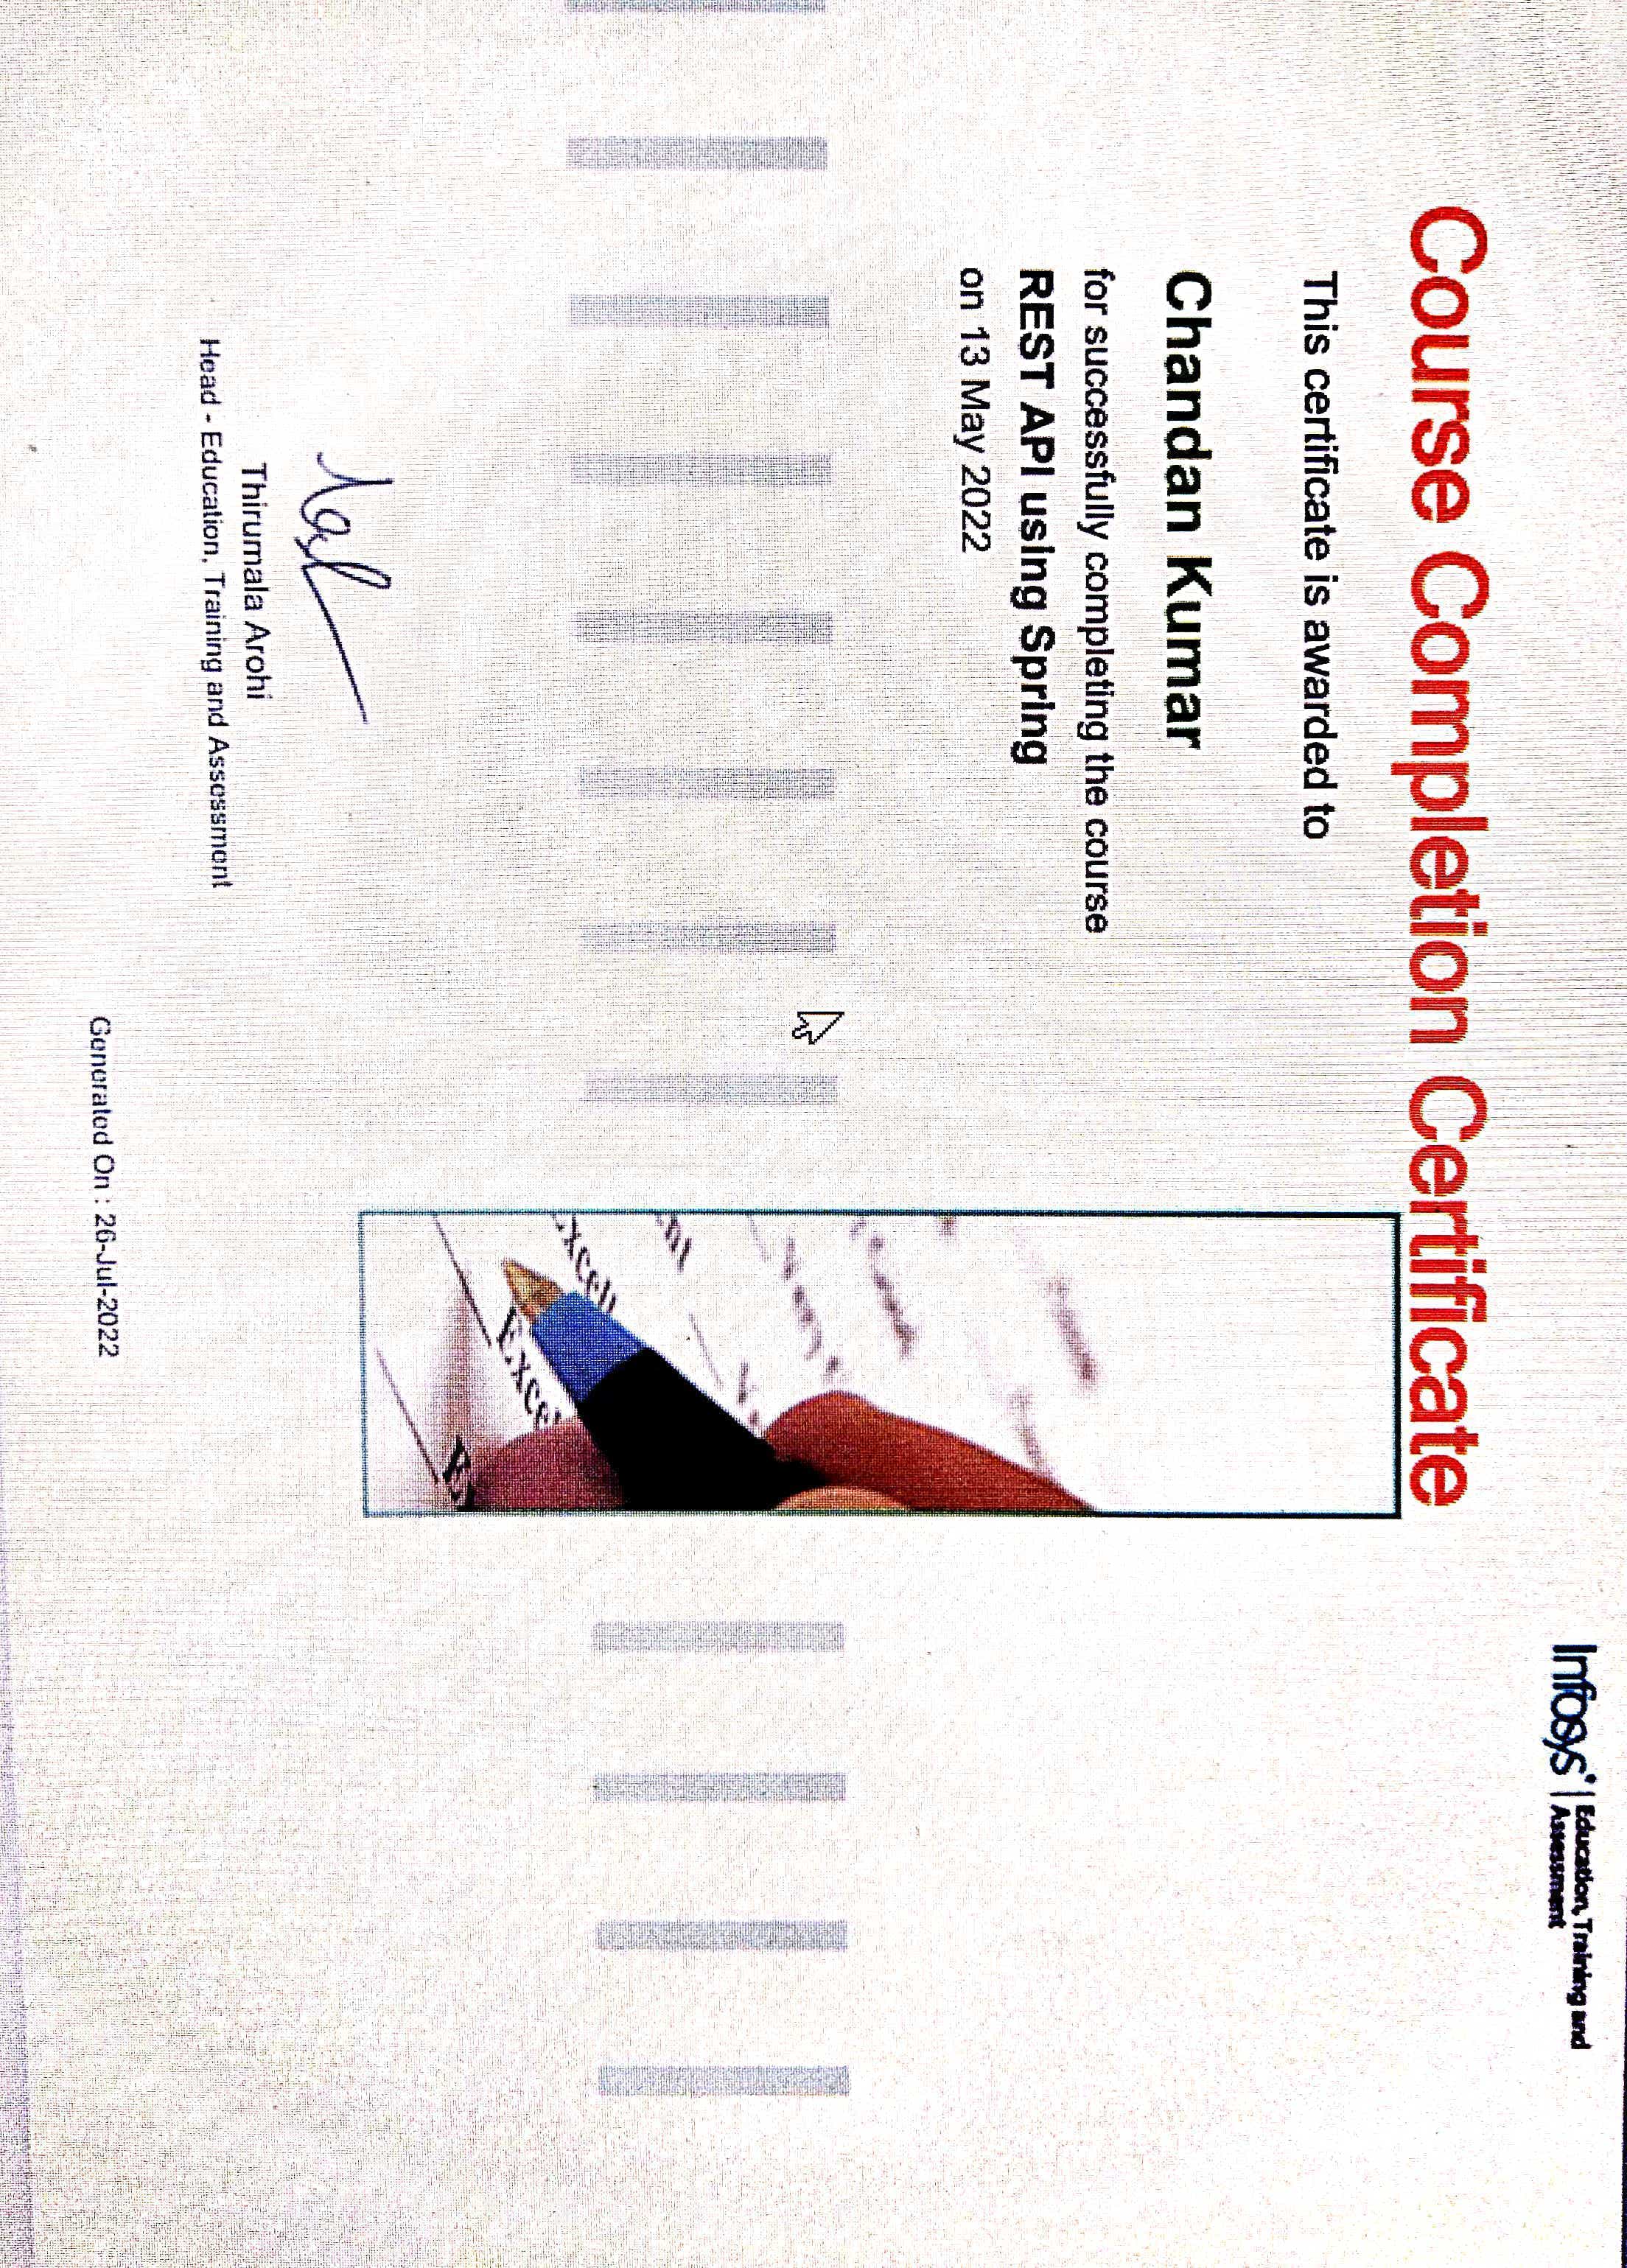 Infosys | Education, Training and
Assessment
Course Completion Certificate
This certificate is awarded to
Chandan Kumar
for successfully completing the course
REST API using Spring
on 13 May 2022
Excel
Thirumala Arohi
Head - Education, Training and Assessment
Generated On : 26-Jul-2022